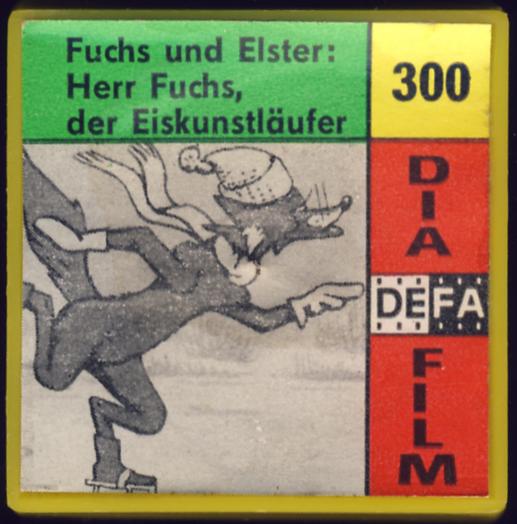 Fuchs und Elster:
Herr Fuchs,
der Eiskunstläufer
300
DIA
DEFA
FILM